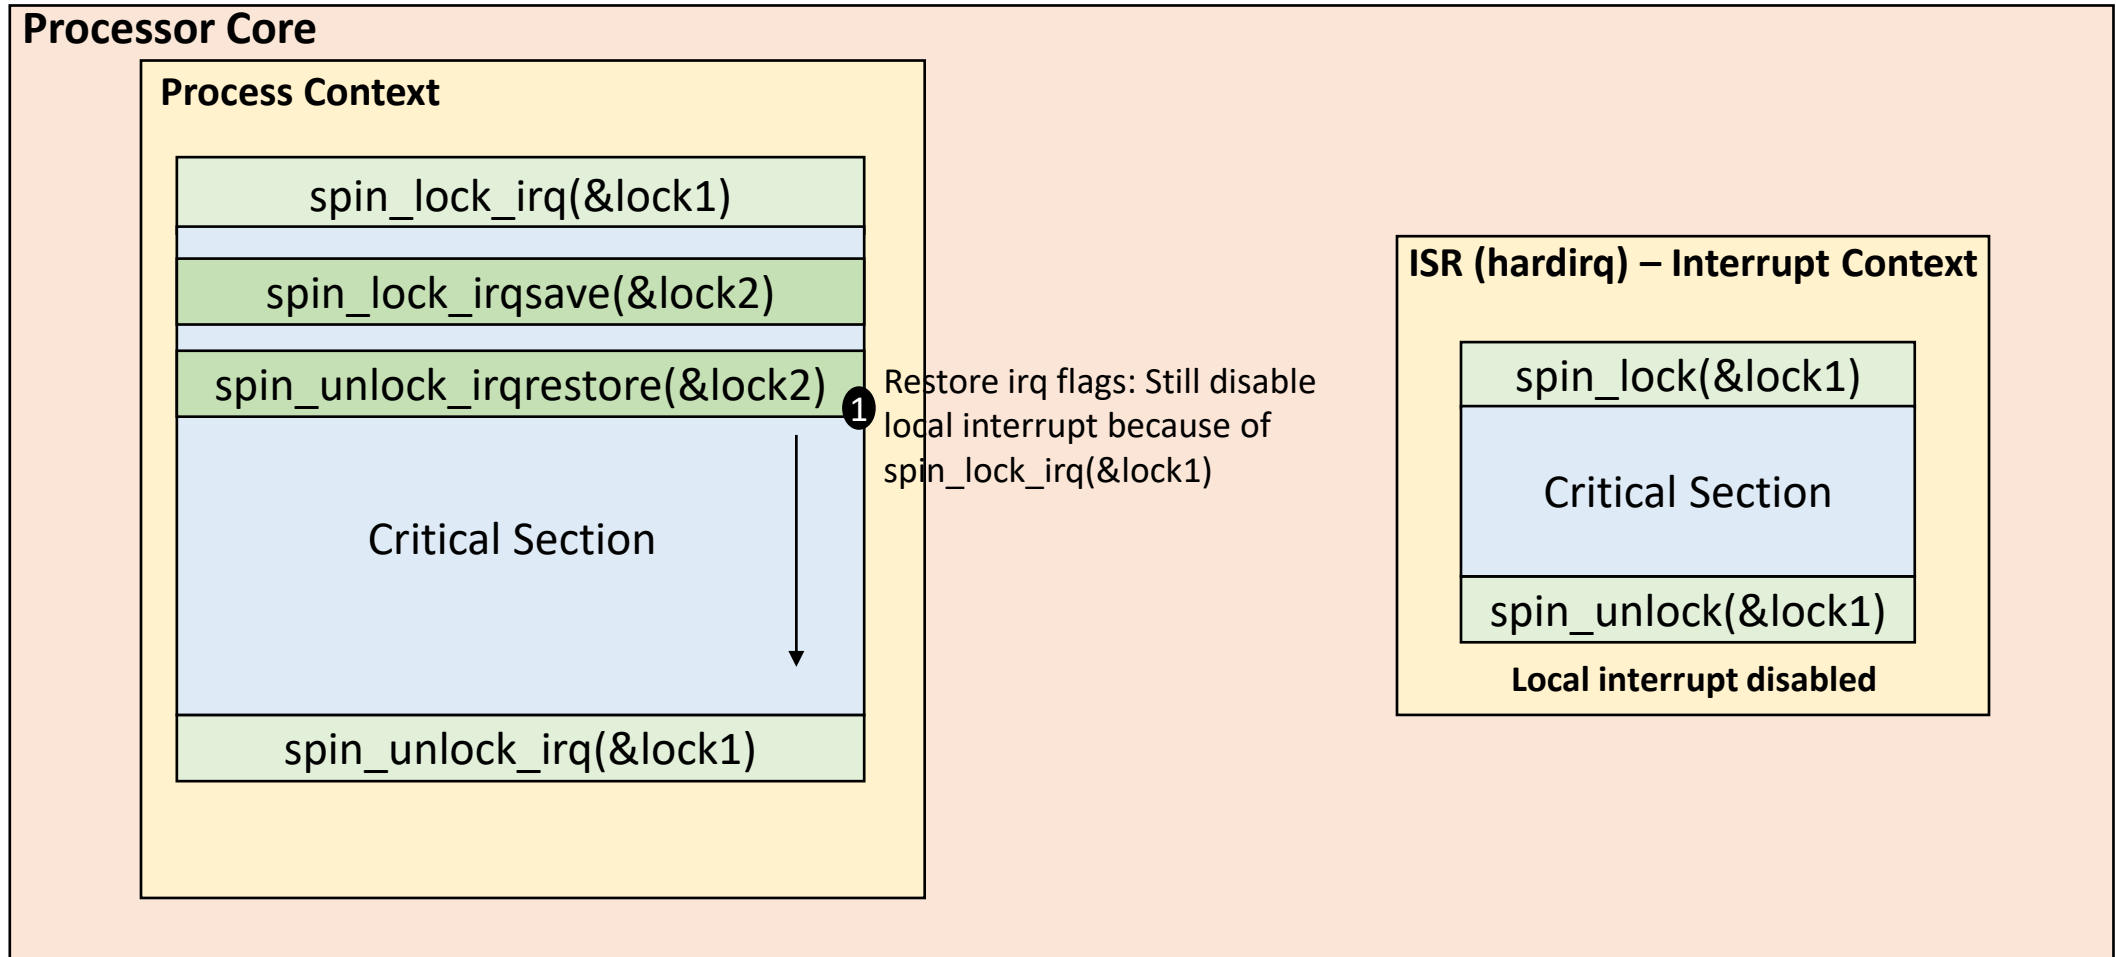 Processor Core
Process Context
spin_lock_irq(&lock1)
spin_lock_irqsave(&lock2)
spin_unlock_irqrestore(&lock2)
1
Restore irq flags: Still disable
local interrupt because of
spin_lock_irq(&lock1)
Critical Section
spin_unlock_irq(&lock1)
ISR (hardirq) – Interrupt Context
spin_lock(&lock1)
Critical Section
spin_unlock(&lock1)
Local interrupt disabled